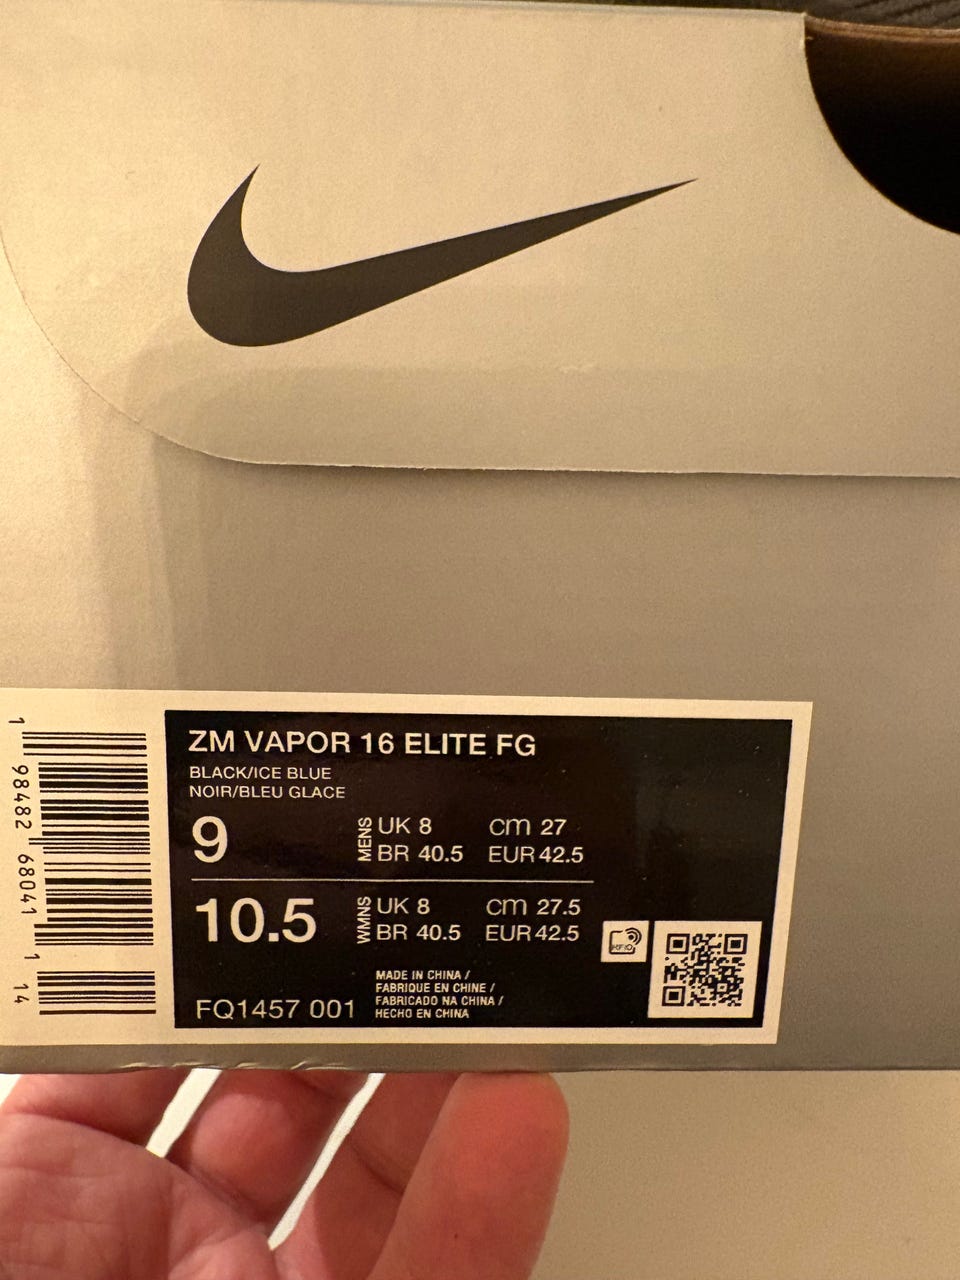 ZM VAPOR 16 ELITE FG
BLACK/ICE BLUE
NOIR/BLEU GLACE
9
MENS
UK 8 cm 27
BR 40.5 EUR 42.5
10.5
WMNS
UK 8 cm 27.5
BR 40.5 EUR 42.5
RFID
FQ1457 001
MADE IN CHINA /
FABRIQUE EN CHINE /
FABRICADO NA CHINA /
HECHO EN CHINA
1 98482 68041 1 14